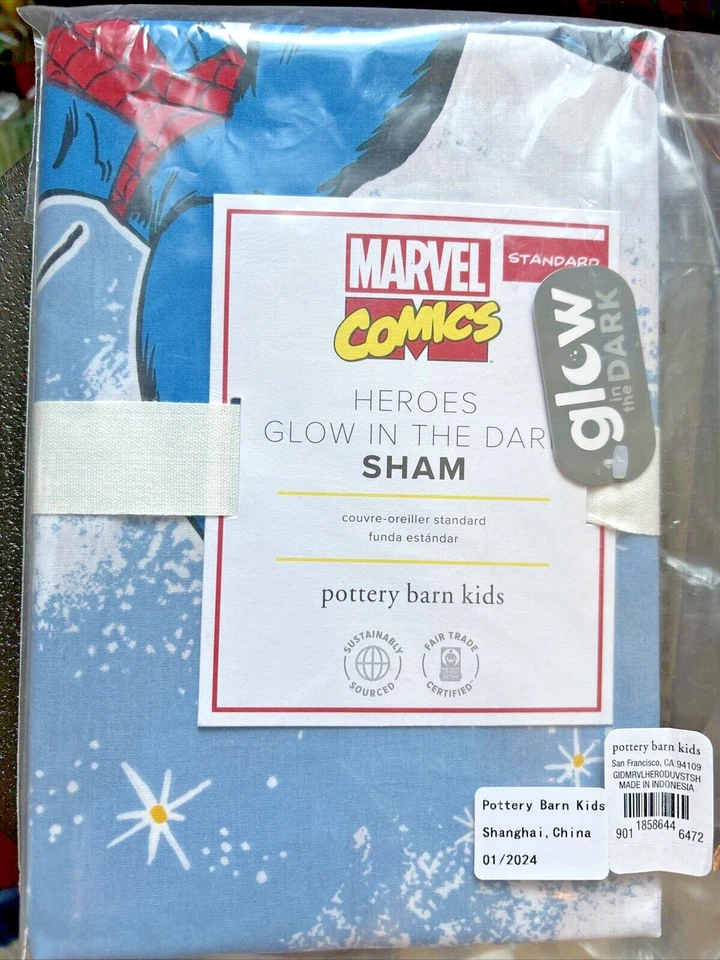 MARVEL
COMICS
STANDARD
glow
in
the DARK
HEROES
GLOW IN THE DAR
SHAM
couvre-oreiller standard
funda estándar
pottery barn kids
SUSTAINABLY
SOURCED
FAIR TRADE
CERTIFIED
pottery barn kids
San Francisco, CA 94109
GIDMRVLHERODUVSTSH
MADE IN INDONESIA
901 1858644 6472
Pottery Barn Kids
Shanghai,China
01/2024